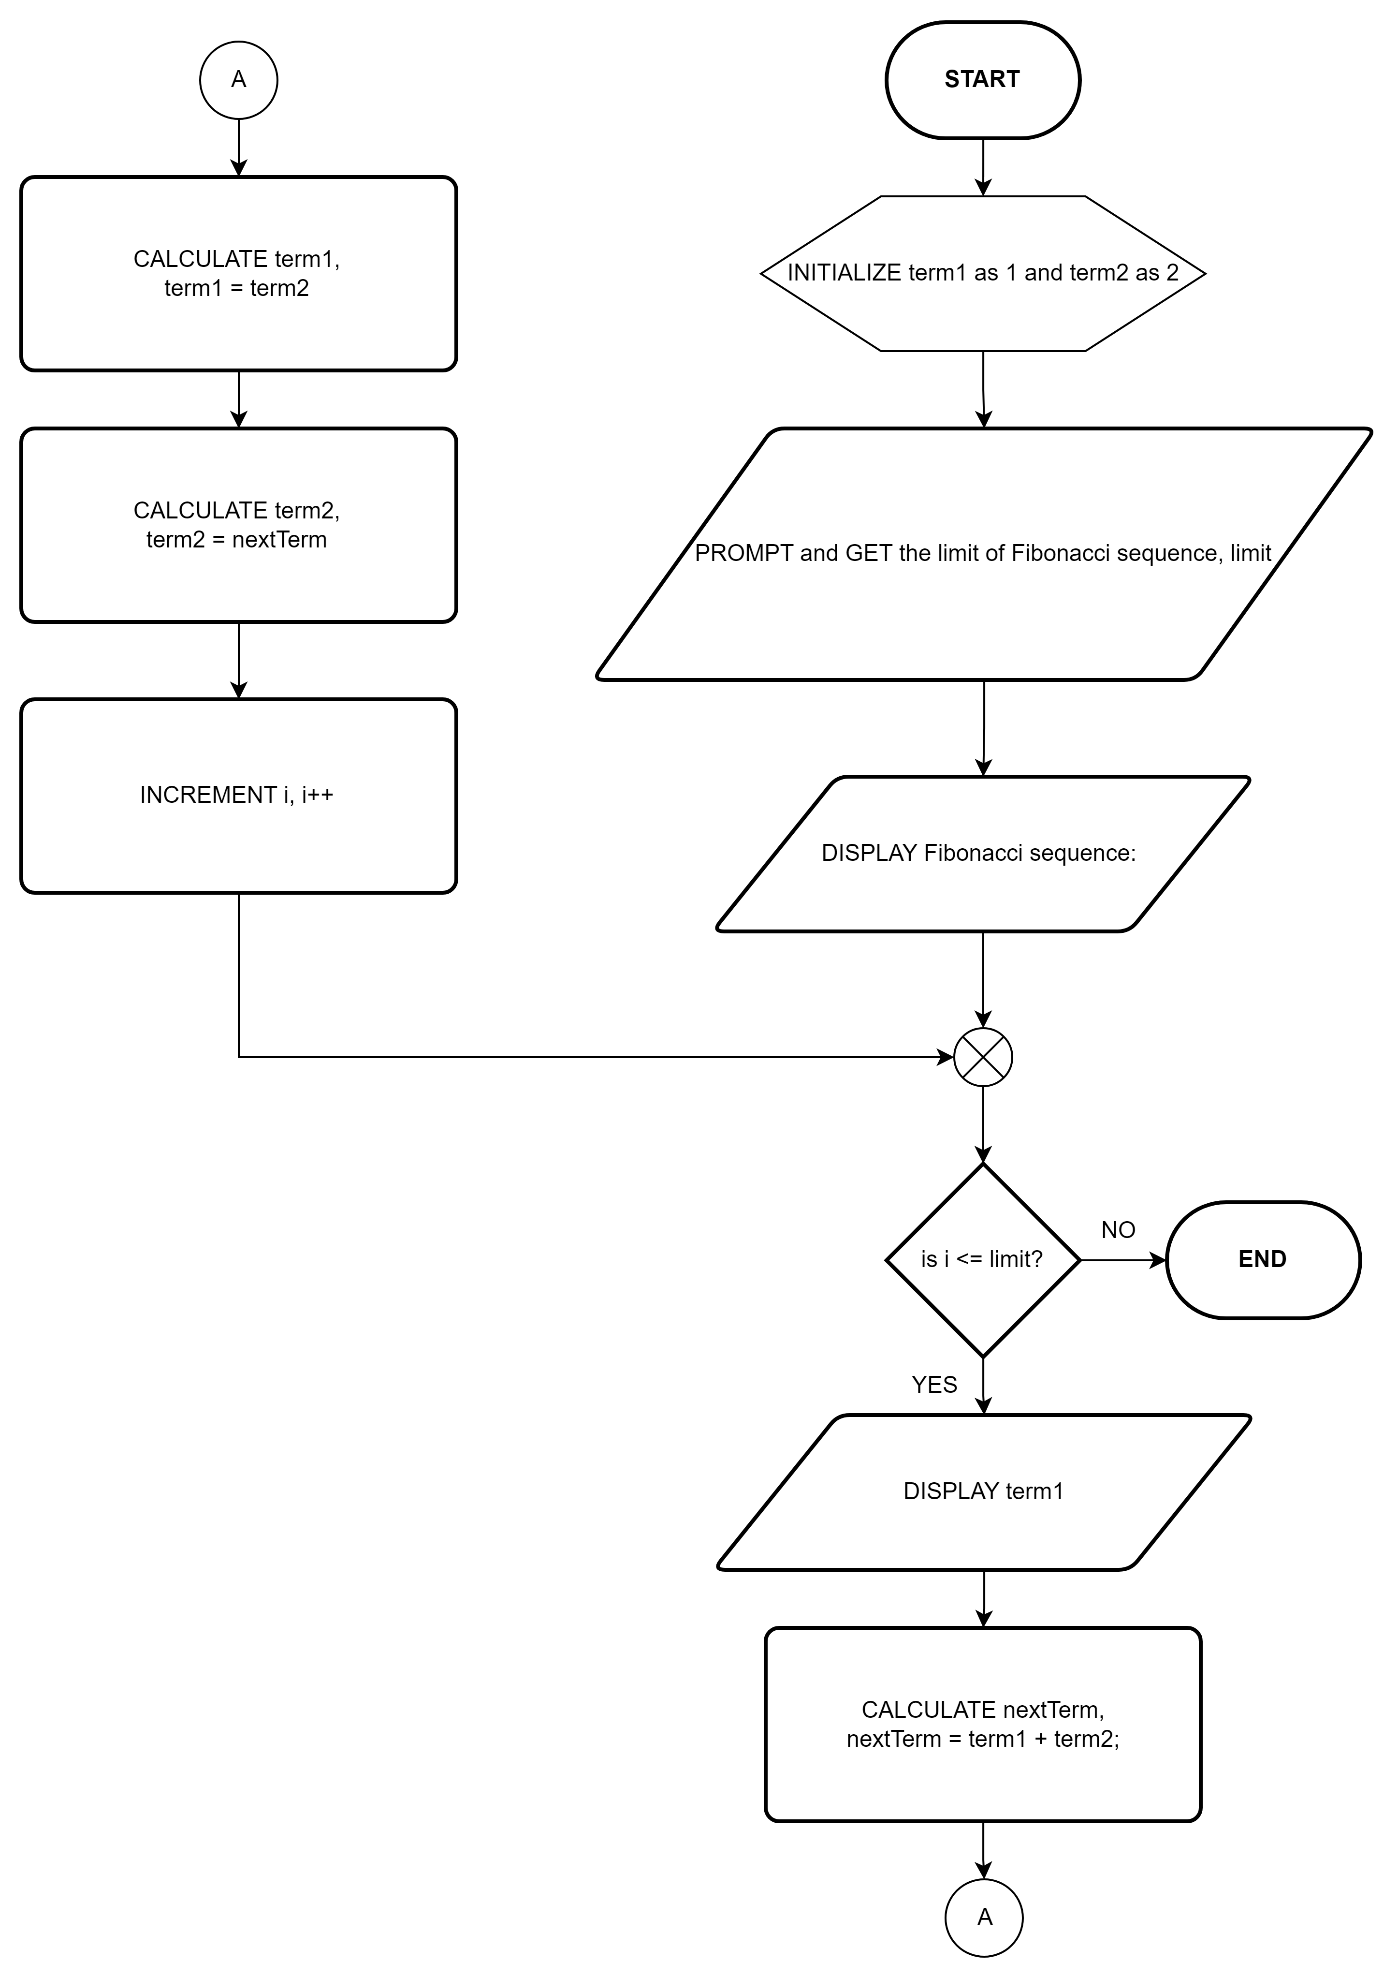 START
INITIALIZE term1 as 1 and term2 as 2
PROMPT and GET the limit of Fibonacci sequence, limit
DISPLAY Fibonacci sequence:
is i <= limit?
NO
END
YES
DISPLAY term1
CALCULATE nextTerm,
nextTerm = term1 + term2;
A
A
CALCULATE term1,
term1 = term2
CALCULATE term2,
term2 = nextTerm
INCREMENT i, i++